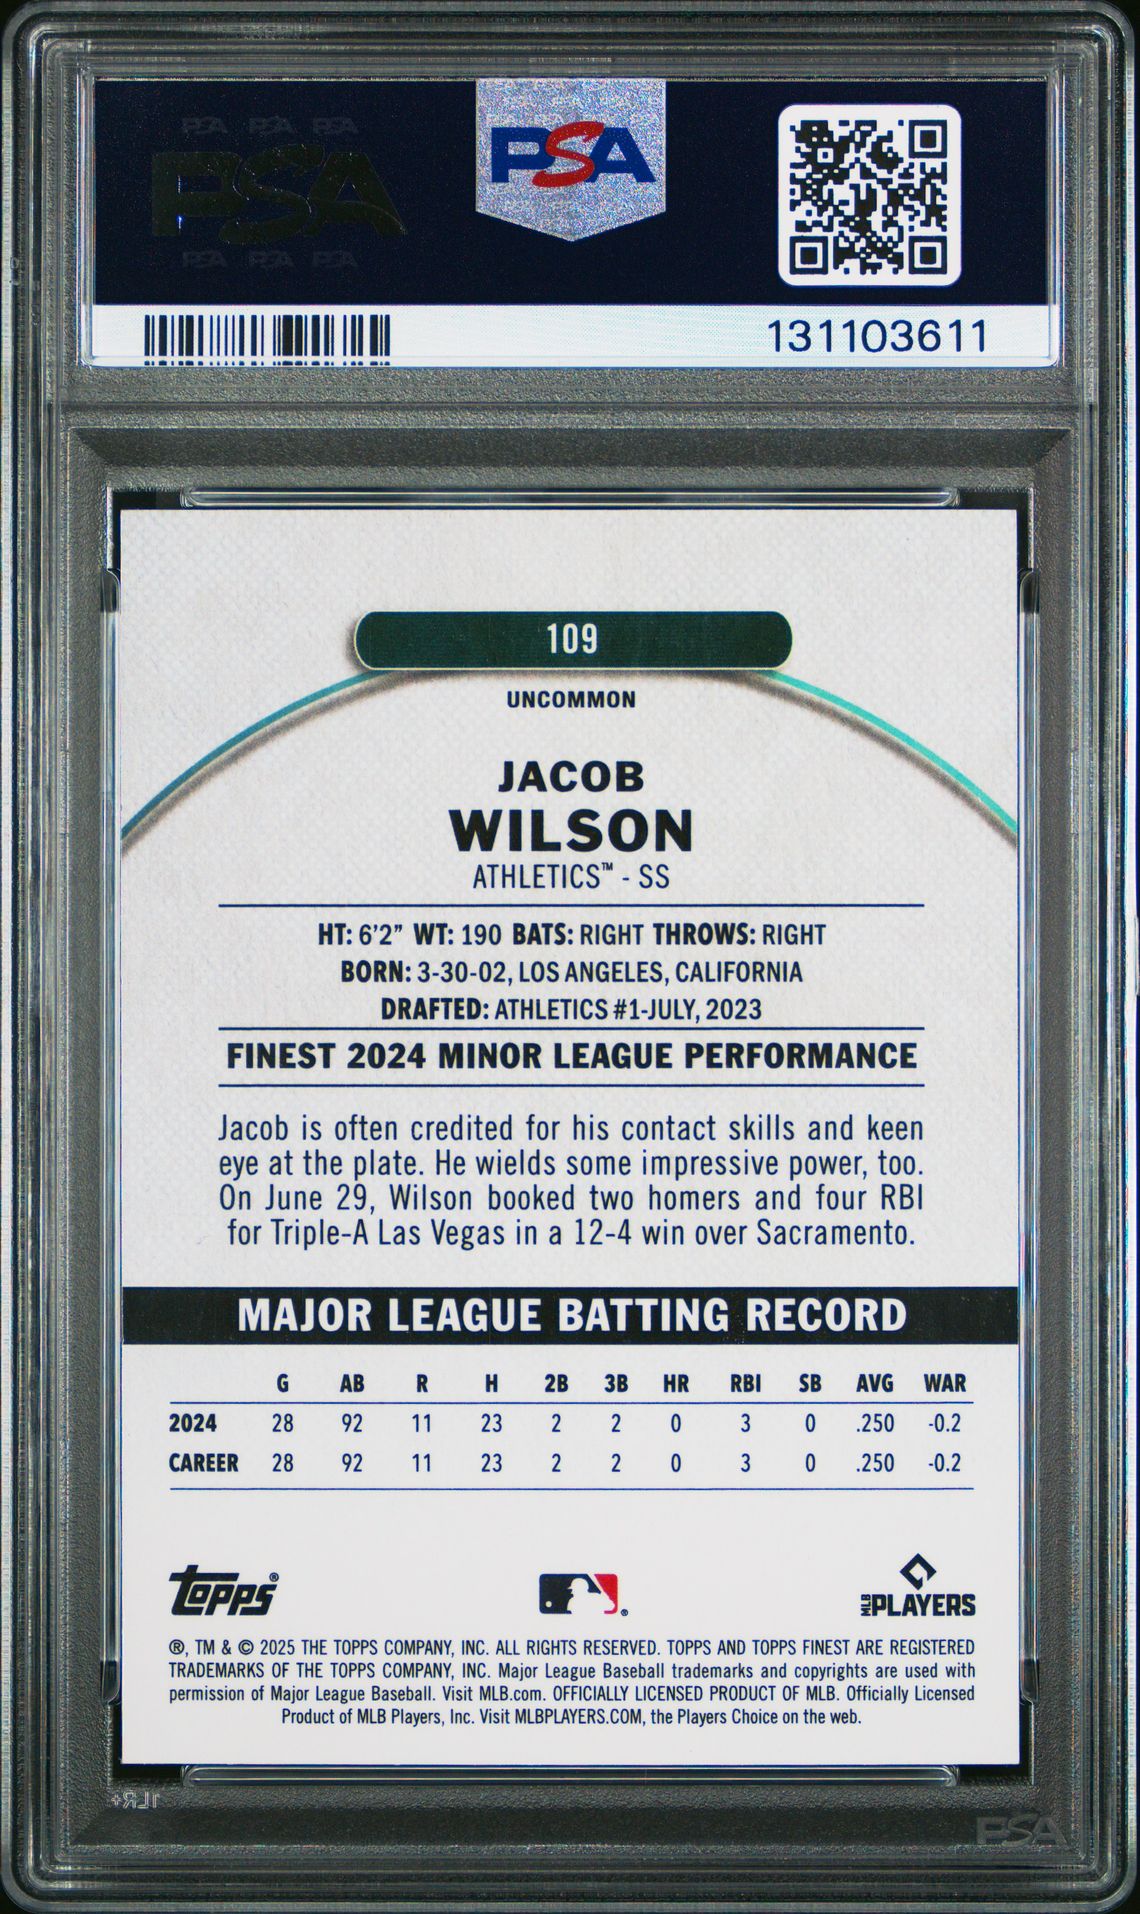 PSA PSA PSA
PSA
PSA PSA PSA
PSA
131103611
109
UNCOMMON
JACOB
WILSON
ATHLETICS™ - SS
HT: 6'2” WT: 190 BATS: RIGHT THROWS: RIGHT
BORN: 3-30-02, LOS ANGELES, CALIFORNIA
DRAFTED: ATHLETICS #1-JULY, 2023
FINEST 2024 MINOR LEAGUE PERFORMANCE
Jacob is often credited for his contact skills and keen
eye at the plate. He wields some impressive power, too.
On June 29, Wilson booked two homers and four RBI
for Triple-A Las Vegas in a 12-4 win over Sacramento.
MAJOR LEAGUE BATTING RECORD
G AB R H 2B 3B HR RBI SB AVG WAR
2024 28 92 11 23 2 2 0 3 0 .250 -0.2
CAREER 28 92 11 23 2 2 0 3 0 .250 -0.2
topps®
®
MLB PLAYERS
®, TM & © 2025 THE TOPPS COMPANY, INC. ALL RIGHTS RESERVED. TOPPS AND TOPPS FINEST ARE REGISTERED
TRADEMARKS OF THE TOPPS COMPANY, INC. Major League Baseball trademarks and copyrights are used with
permission of Major League Baseball. Visit MLB.com. OFFICIALLY LICENSED PRODUCT OF MLB. Officially Licensed
Product of MLB Players, Inc. Visit MLBPLAYERS.COM, the Players Choice on the web.
PSA